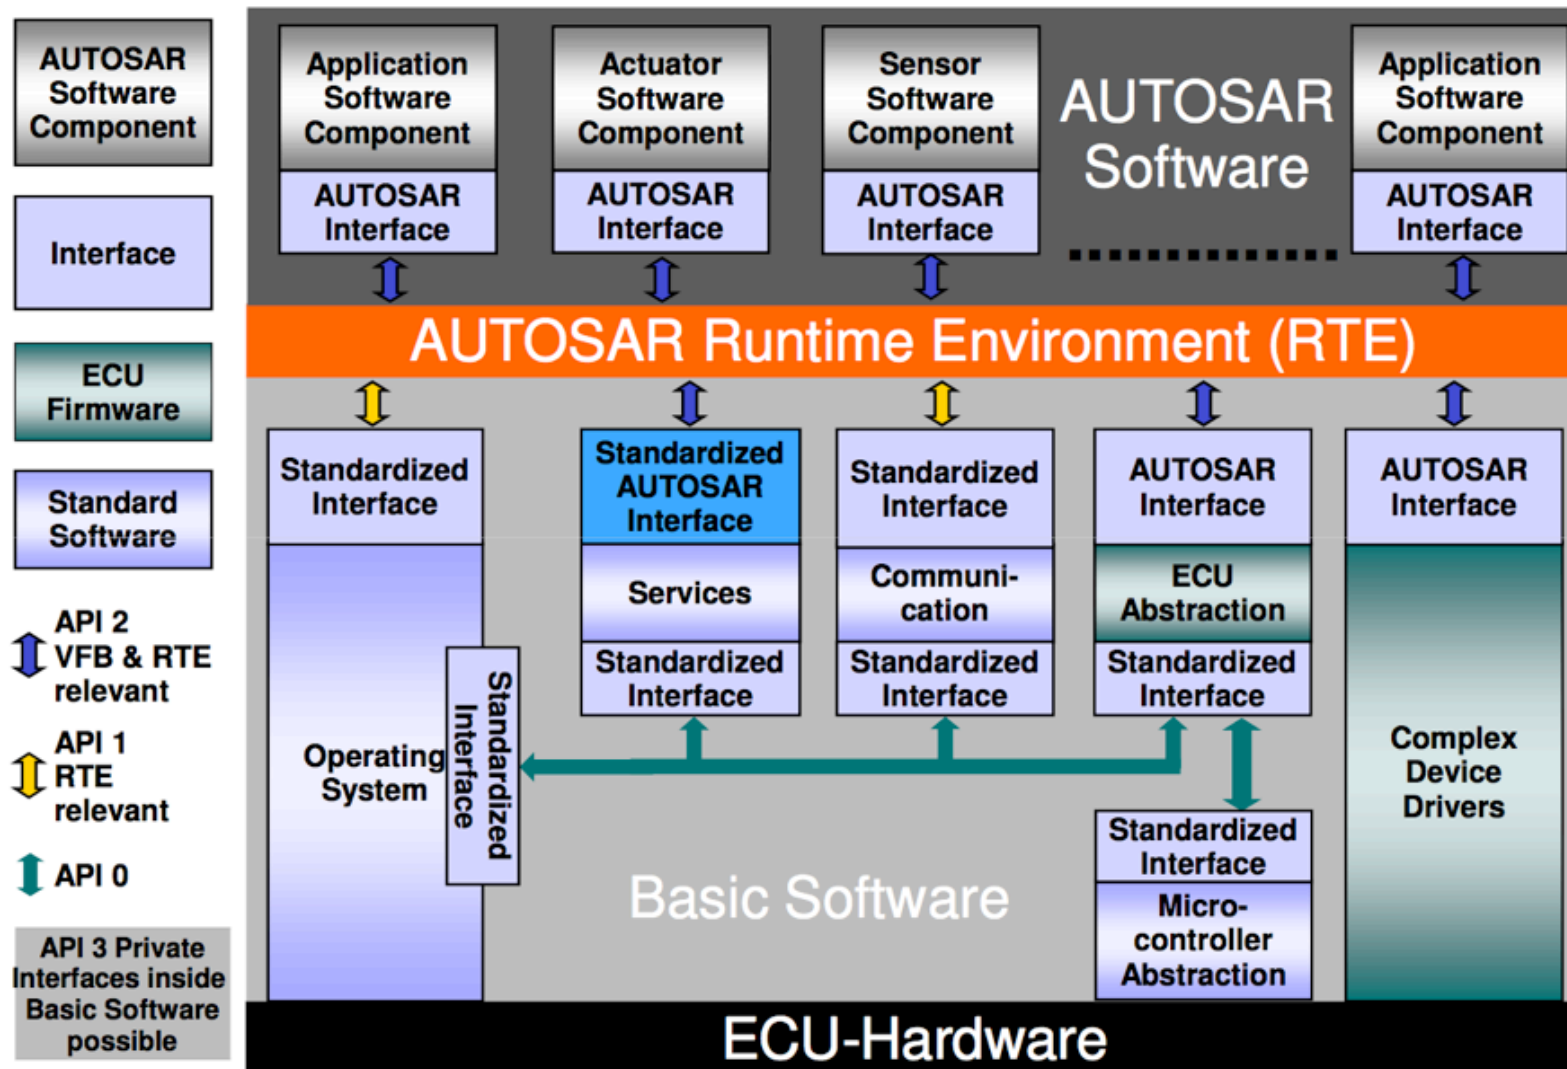 AUTOSAR
Software
Component
Interface
ECU
Firmware
Standard
Software
API 2
VFB & RTE
relevant
API 1
RTE
relevant
API 0
API 3 Private
Interfaces inside
Basic Software
possible
Application
Software
Component
AUTOSAR
Interface
Actuator
Software
Component
AUTOSAR
Interface
Sensor
Software
Component
AUTOSAR
Interface
AUTOSAR
Software
Application
Software
Component
AUTOSAR
Interface
AUTOSAR Runtime Environment (RTE)
Standardized
Interface
Operating
System
Standardized
Interface
Standardized
AUTOSAR
Interface
Services
Standardized
Interface
Standardized
Interface
Communi-
cation
Standardized
Interface
AUTOSAR
Interface
ECU
Abstraction
Standardized
Interface
Standardized
Interface
Micro-
controller
Abstraction
AUTOSAR
Interface
Complex
Device
Drivers
Basic Software
ECU-Hardware